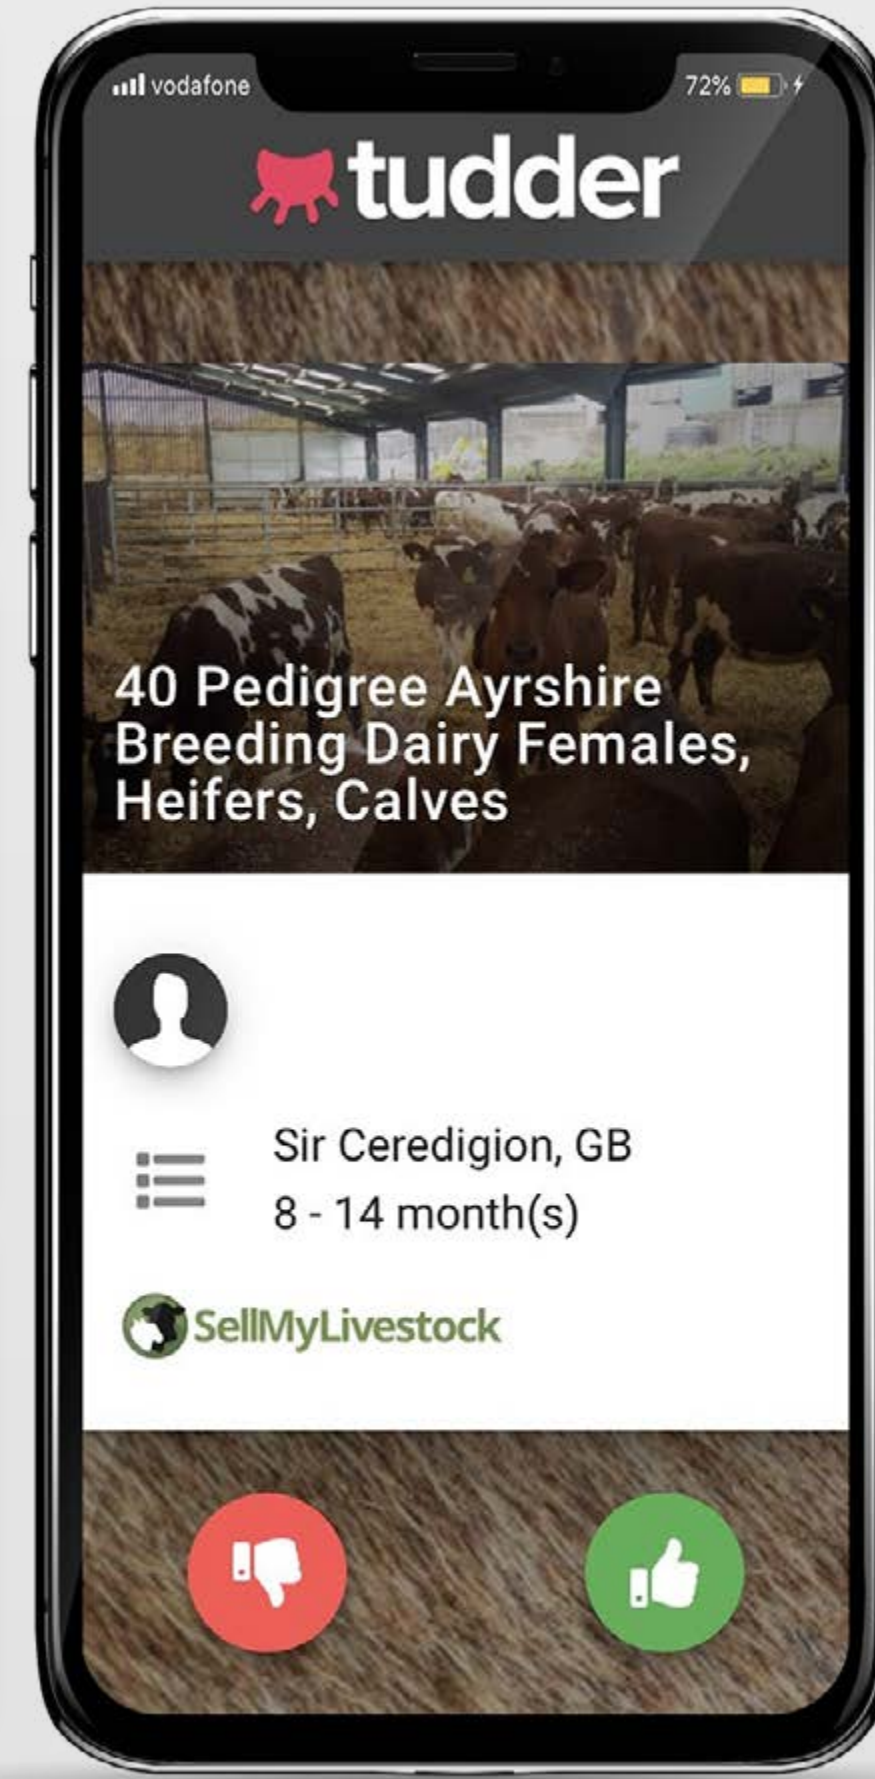 vodafone
72%
tudder
40 Pedigree Ayrshire
Breeding Dairy Females,
Heifers, Calves
Sir Ceredigion, GB
8 - 14 month(s)
SellMyLivestock